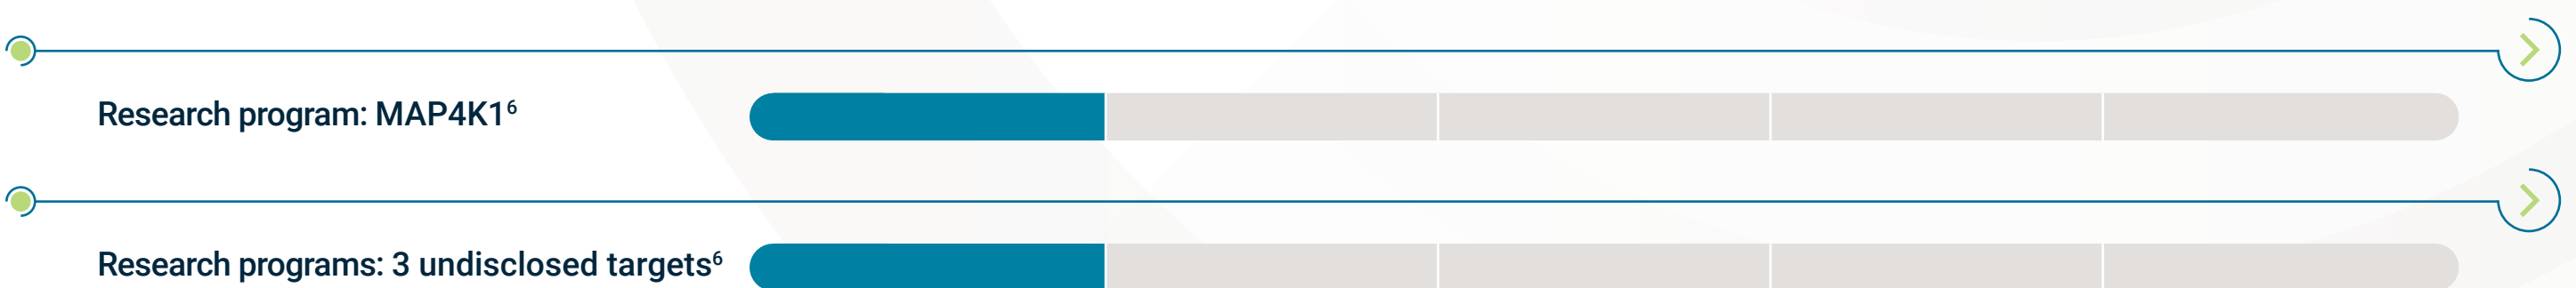 Research program: MAP4K1⁶
Research programs: 3 undisclosed targets⁶